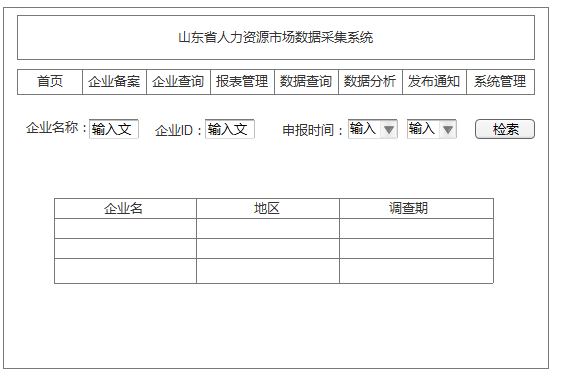 山东省人力资源市场数据采集系统
首页 企业备案 企业查询 报表管理 数据查询 数据分析 发布通知 系统管理
企业名称： 输入文 企业ID： 输入文 申报时间： 输入 输入 检索
企业名 地区 调查期